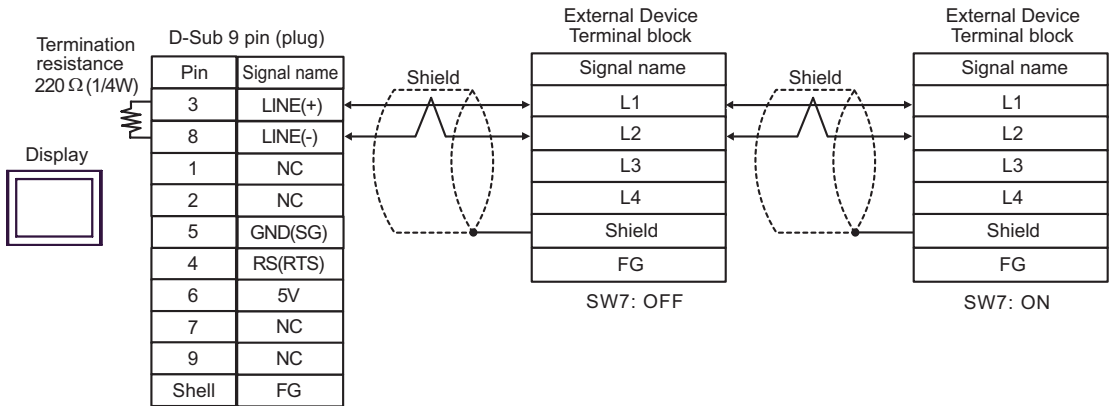 Termination
resistance
220 Ω (1/4W)
Display
D-Sub 9 pin (plug)
Pin Signal name
3 LINE(+)
8 LINE(-)
1 NC
2 NC
5 GND(SG)
4 RS(RTS)
6 5V
7 NC
9 NC
Shell FG
Shield
External Device
Terminal block
Signal name
L1
L2
L3
L4
Shield
FG
SW7: OFF
Shield
External Device
Terminal block
Signal name
L1
L2
L3
L4
Shield
FG
SW7: ON